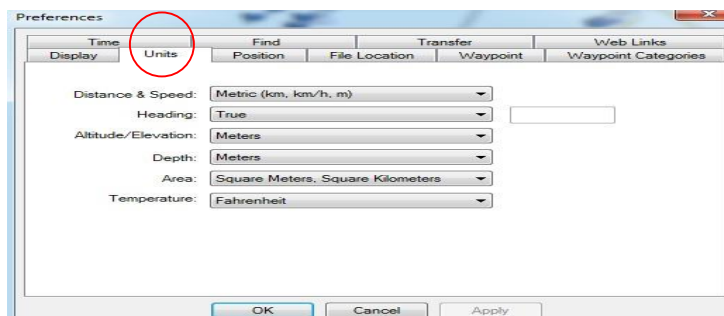 Preferences
Time Find Transfer Web Links
Display Units Position File Location Waypoint Waypoint Categories
Distance & Speed: Metric (km, km/h, m)
Heading: True
Altitude/Elevation: Meters
Depth: Meters
Area: Square Meters, Square Kilometers
Temperature: Fahrenheit
OK Cancel Apply